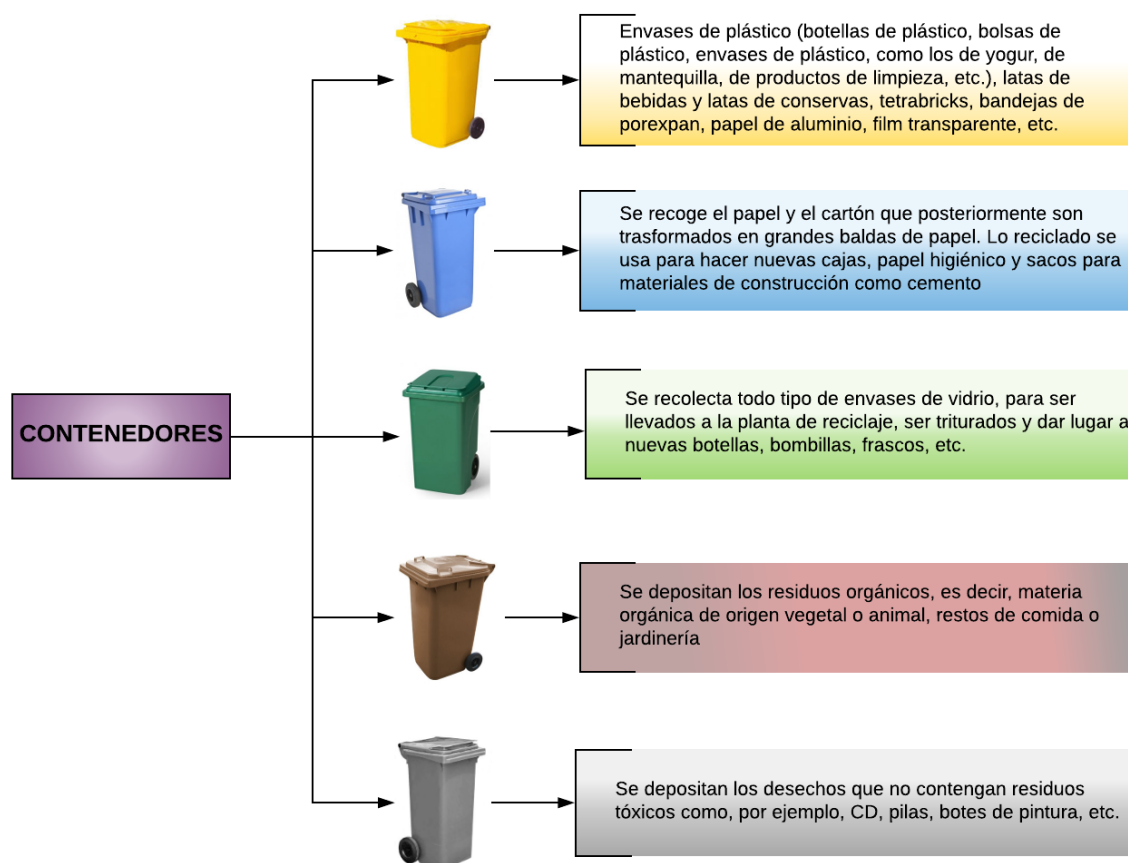 Envases de plástico (botellas de plástico, bolsas de
plástico, envases de plástico, como los de yogur, de
mantequilla, de productos de limpieza, etc.), latas de
bebidas y latas de conservas, tetrabricks, bandejas de
porexpan, papel de aluminio, film transparente, etc.
Se recoge el papel y el cartón que posteriormente son
trasformados en grandes baldas de papel. Lo reciclado se
usa para hacer nuevas cajas, papel higiénico y sacos para
materiales de construcción como cemento
CONTENEDORES
Se recolecta todo tipo de envases de vidrio, para ser
llevados a la planta de reciclaje, ser triturados y dar lugar a
nuevas botellas, bombillas, frascos, etc.
Se depositan los residuos orgánicos, es decir, materia
orgánica de origen vegetal o animal, restos de comida o
jardinería
Se depositan los desechos que no contengan residuos
tóxicos como, por ejemplo, CD, pilas, botes de pintura, etc.